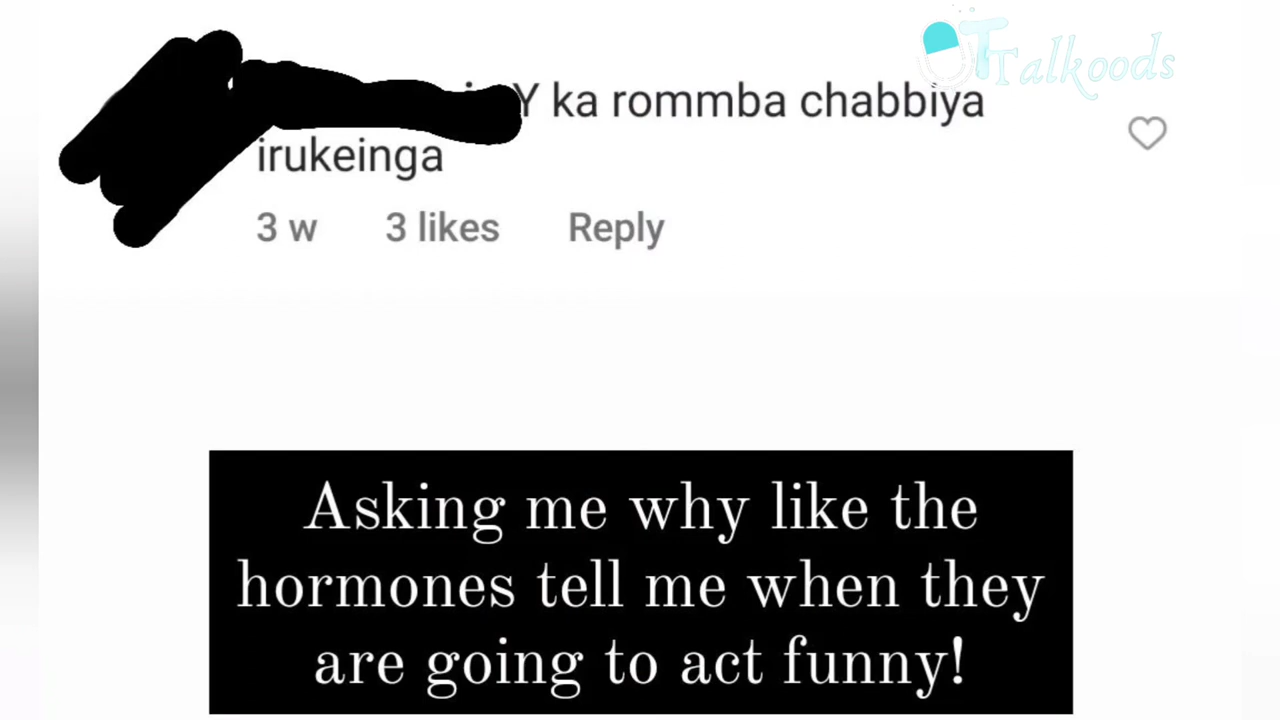 Talkoods
Y ka rommba chabbiya
irukeinga
3 w 3 likes Reply
Asking me why like the
hormones tell me when they
are going to act funny!